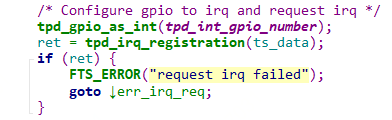 /* Configure gpio to irq and request irq */
tpd_gpio_as_int(tpd_int_gpio_number);
ret = tpd_irq_registration(ts_data);
if (ret) {
FTS_ERROR("request irq failed");
goto ↓err_irq_req;
}